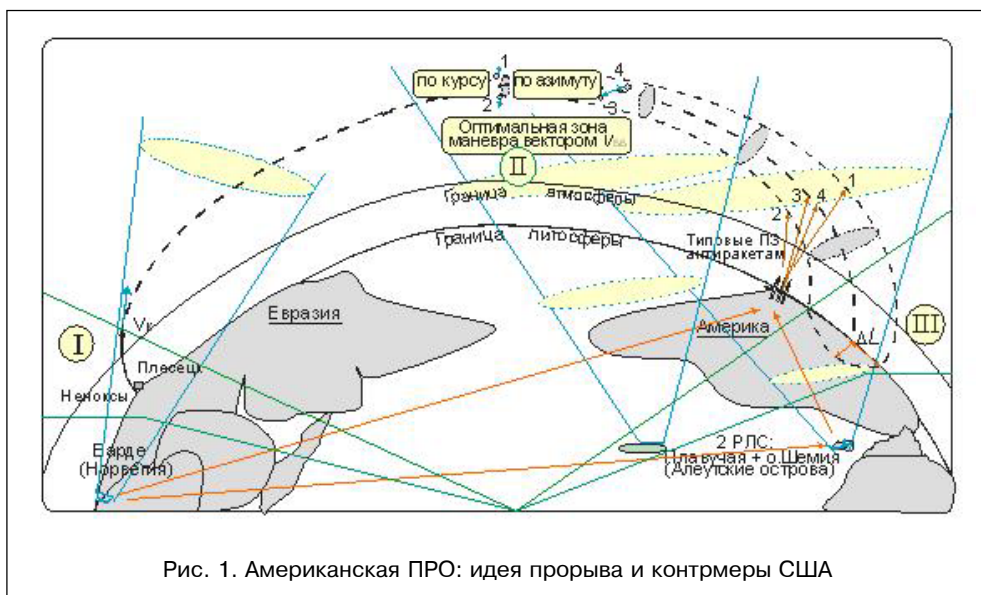 1
по курсу
по азимуту
4
2
3
Оптимальная зона
маневра вектором V
II
Граница атмосферы
Граница литосферы
3
4
1
2
Типовые ПЗ
антиракетам
I
Vк
Евразия
Америка
III
ΔL
Плесецк
Неноксы
Варде
(Норвегия)
2 РЛС:
Плавучая + о.Шемия
(Алеутские острова)
Рис. 1. Американская ПРО: идея прорыва и контрмеры США